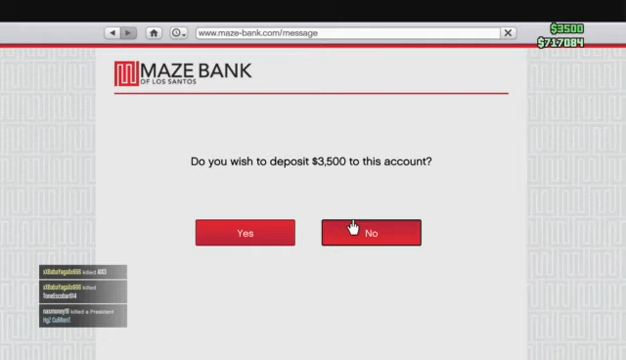 www.maze-bank.com/message
$3500
$717084
MAZE BANK
OF LOS SANTOS
Do you wish to deposit $3,500 to this account?
Yes
No
killed
killed
killed a President